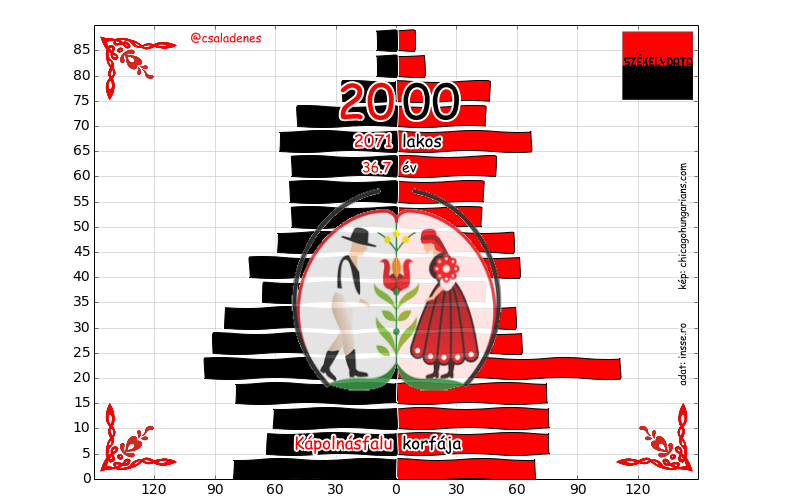 @csaladenes
SZÉKELYDATA
2000
2071 lakos
36.7 év
kép: chicagohungarians.com
adat: insse.ro
Kápolnásfalu korfája
85
80
75
70
65
60
55
50
45
40
35
30
25
20
15
10
5
0
120 90 60 30 0 30 60 90 120